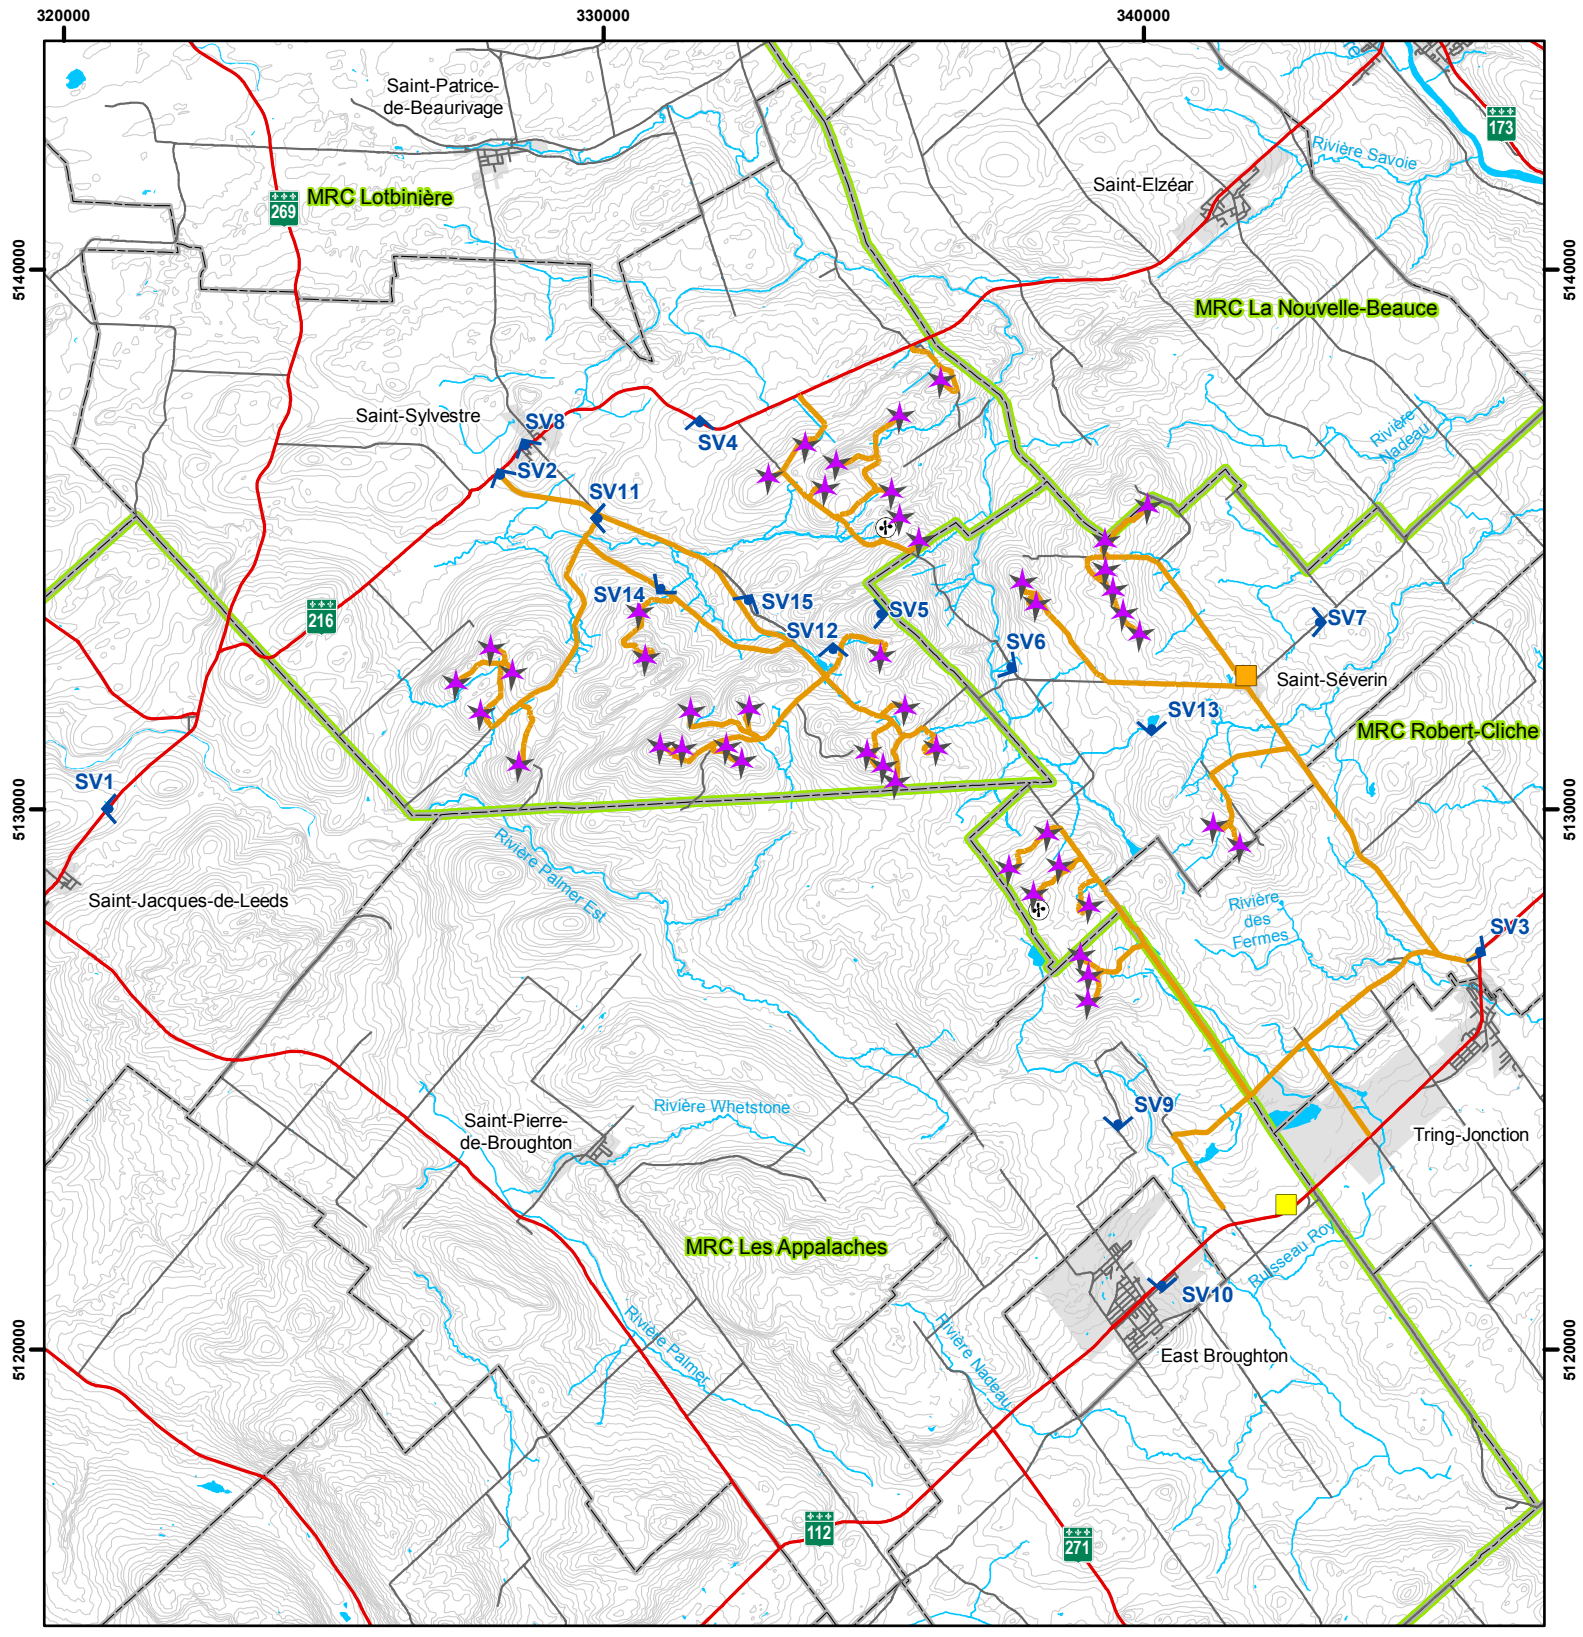 320000
330000
340000
Saint-Patrice-
de-Beaurivage
173
Rivière Savoie
Saint-Elzéar
MRC Lotbinière
269
5140000
5140000
MRC La Nouvelle-Beauce
Saint-Sylvestre
SV8
SV4
Rivière
Nadeau
SV2
SV11
SV14
SV15
SV5
SV7
216
SV12
SV6
Saint-Séverin
SV13
MRC Robert-Cliche
SV1
5130000
5130000
Rivière Palmer Est
Saint-Jacques-de-Leeds
Rivière
des
Fermes
SV3
Rivière Whetstone
SV9
Saint-Pierre-
de-Broughton
Tring-Jonction
MRC Les Appalaches
Ruisseau Roy
SV10
Rivière Palmer
Rivière Nadeau
5120000
5120000
East Broughton
112
271